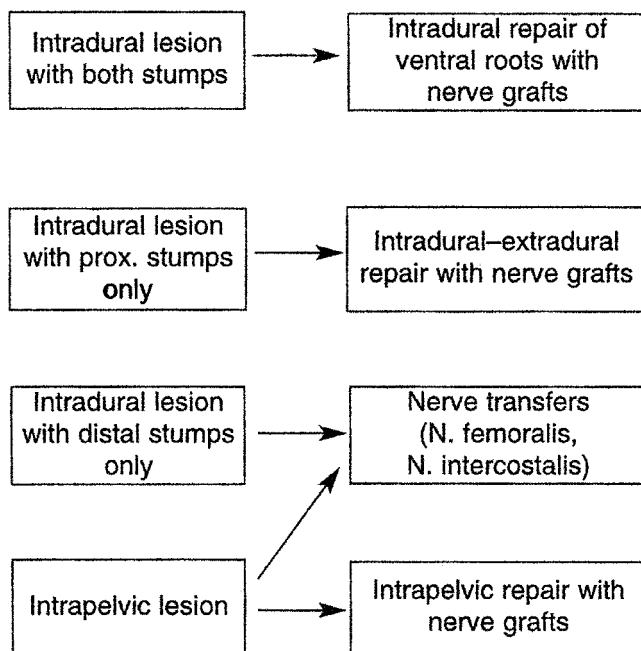 Intradural lesion
with both stumps
Intradural repair of
ventral roots with
nerve grafts
Intradural lesion
with prox. stumps
only
Intradural–extradural
repair with nerve grafts
Intradural lesion
with distal stumps
only
Nerve transfers
(N. femoralis,
N. intercostalis)
Intrapelvic lesion
Intrapelvic repair with
nerve grafts